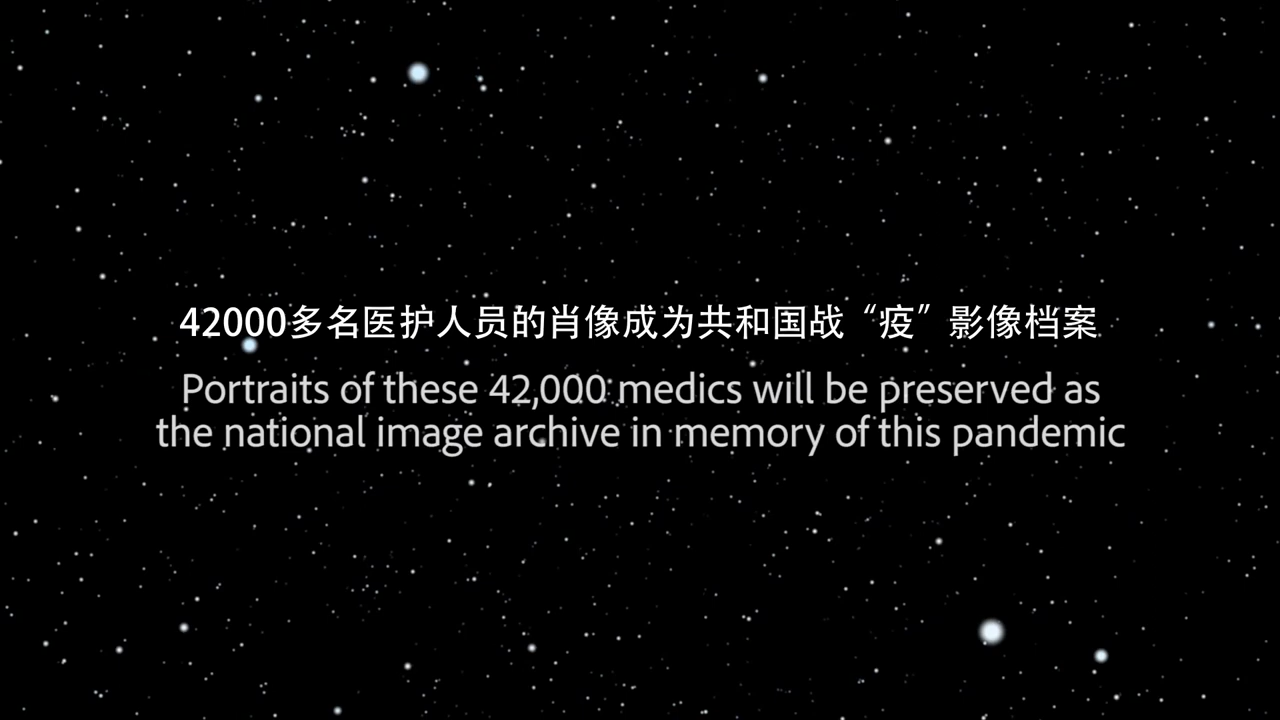 42000多名医护人员的肖像成为共和国战“疫”影像档案
Portraits of these 42,000 medics will be preserved as
the national image archive in memory of this pandemic